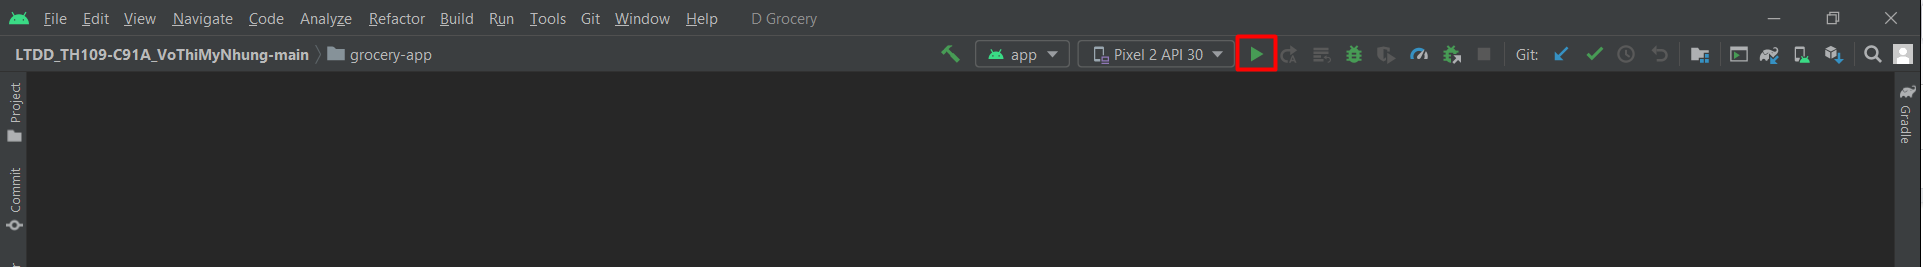 File Edit View Navigate Code Analyze Refactor Build Run Tools Git Window Help D Grocery
LTDD_TH109-C91A_VoThiMyNhung-main grocery-app app Pixel 2 API 30 Git:
Project
Commit
Gradle